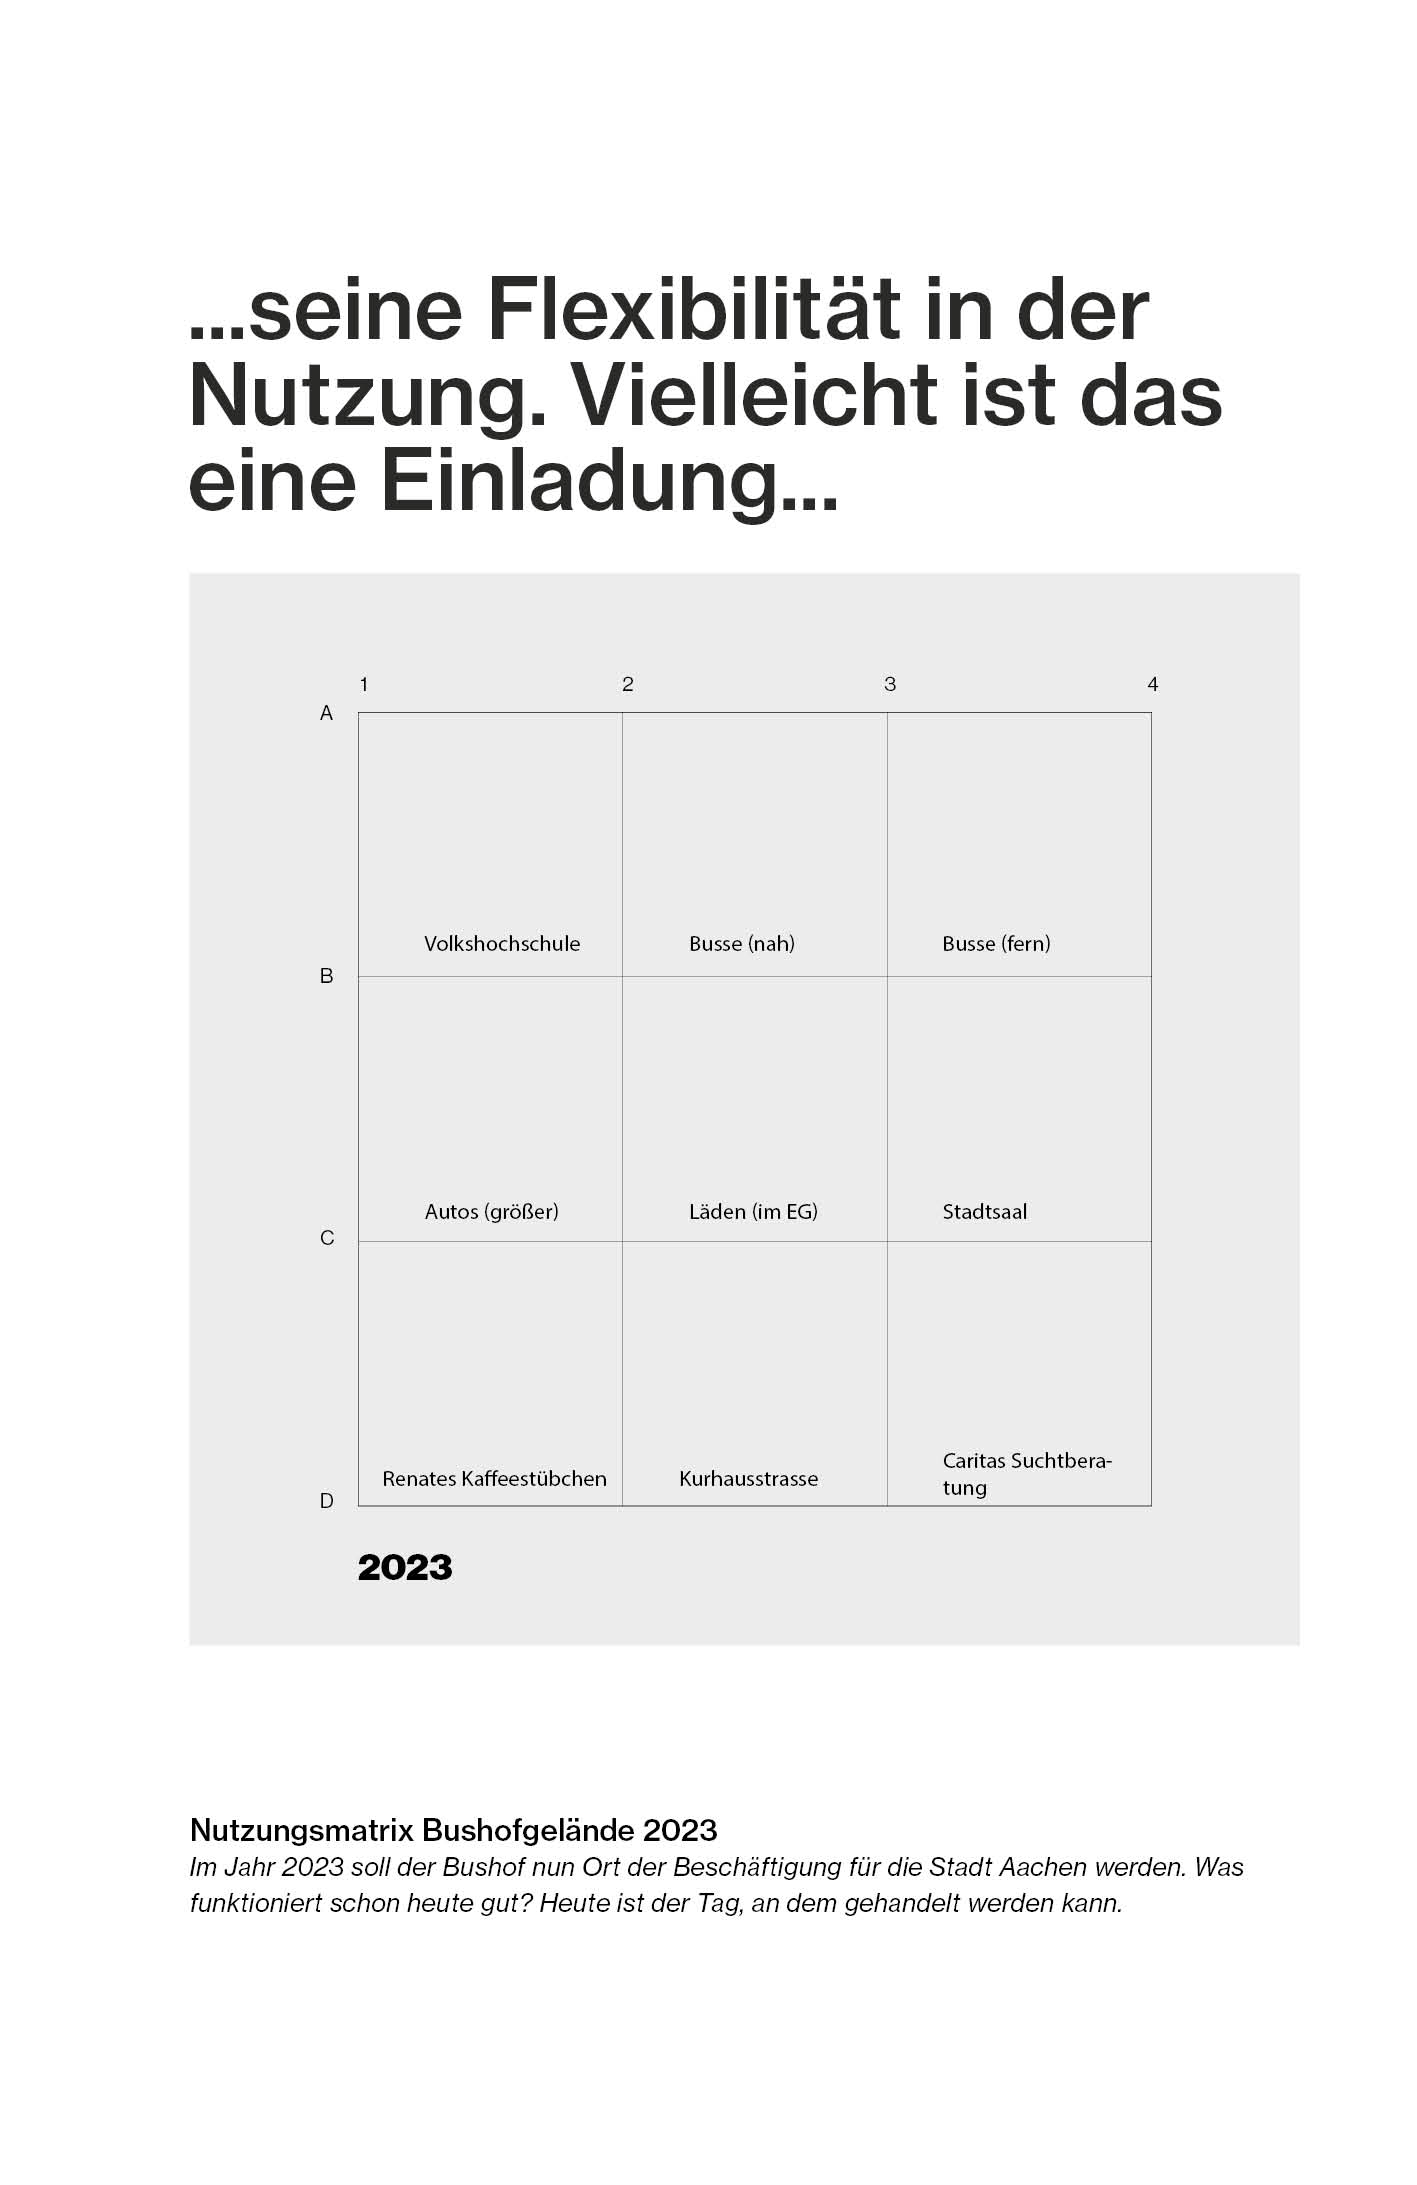 ...seine Flexibilität in der
Nutzung. Vielleicht ist das
eine Einladung...
1 2 3 4
A
Volkshochschule Busse (nah) Busse (fern)
B
Autos (größer) Läden (im EG) Stadtsaal
C
Caritas Suchtbera-
Renates Kaffeestübchen Kurhausstrasse
tung
D
2023
Nutzungsmatrix Bushofgelände 2023
Im Jahr 2023 soll der Bushof nun Ort der Beschäftigung für die Stadt Aachen werden. Was
funktioniert schon heute gut? Heute ist der Tag, an dem gehandelt werden kann.